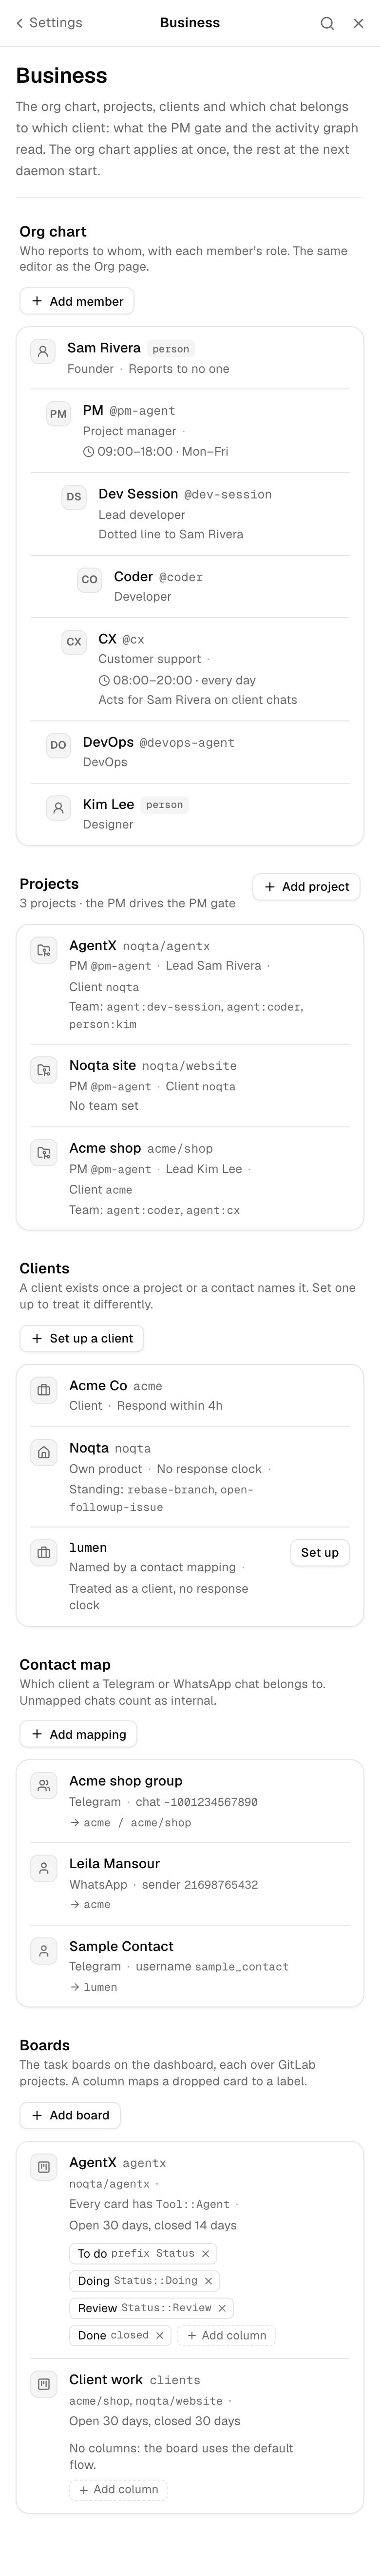 Settings
Business
Business
The org chart, projects, clients and which chat belongs
to which client: what the PM gate and the activity graph
read. The org chart applies at once, the rest at the next
daemon start.
Org chart
Who reports to whom, with each member's role. The same
editor as the Org page.
+ Add member
Sam Rivera person
Founder · Reports to no one
PM PM @pm-agent
Project manager ·
09:00–18:00 · Mon–Fri
DS Dev Session @dev-session
Lead developer
Dotted line to Sam Rivera
CO Coder @coder
Developer
CX CX @cx
Customer support ·
08:00–20:00 · every day
Acts for Sam Rivera on client chats
DO DevOps @devops-agent
DevOps
Kim Lee person
Designer
Projects
3 projects · the PM drives the PM gate
+ Add project
AgentX noqta/agentx
PM @pm-agent · Lead Sam Rivera ·
Client noqta
Team: agent:dev-session, agent:coder,
person:kim
Noqta site noqta/website
PM @pm-agent · Client noqta
No team set
Acme shop acme/shop
PM @pm-agent · Lead Kim Lee ·
Client acme
Team: agent:coder, agent:cx
Clients
A client exists once a project or a contact names it. Set one
up to treat it differently.
+ Set up a client
Acme Co acme
Client · Respond within 4h
Noqta noqta
Own product · No response clock ·
Standing: rebase-branch, open-
followup-issue
lumen
Named by a contact mapping ·
Treated as a client, no response
clock
Set up
Contact map
Which client a Telegram or WhatsApp chat belongs to.
Unmapped chats count as internal.
+ Add mapping
Acme shop group
Telegram · chat -1001234567890
→ acme / acme/shop
Leila Mansour
WhatsApp · sender 21698765432
→ acme
Sample Contact
Telegram · username sample_contact
→ lumen
Boards
The task boards on the dashboard, each over GitLab
projects. A column maps a dropped card to a label.
+ Add board
AgentX agentx
noqta/agentx ·
Every card has Tool::Agent ·
Open 30 days, closed 14 days
To do prefix Status ×
Doing Status::Doing ×
Review Status::Review ×
Done closed × + Add column
Client work clients
acme/shop, noqta/website ·
Open 30 days, closed 30 days
No columns: the board uses the default
flow.
+ Add column